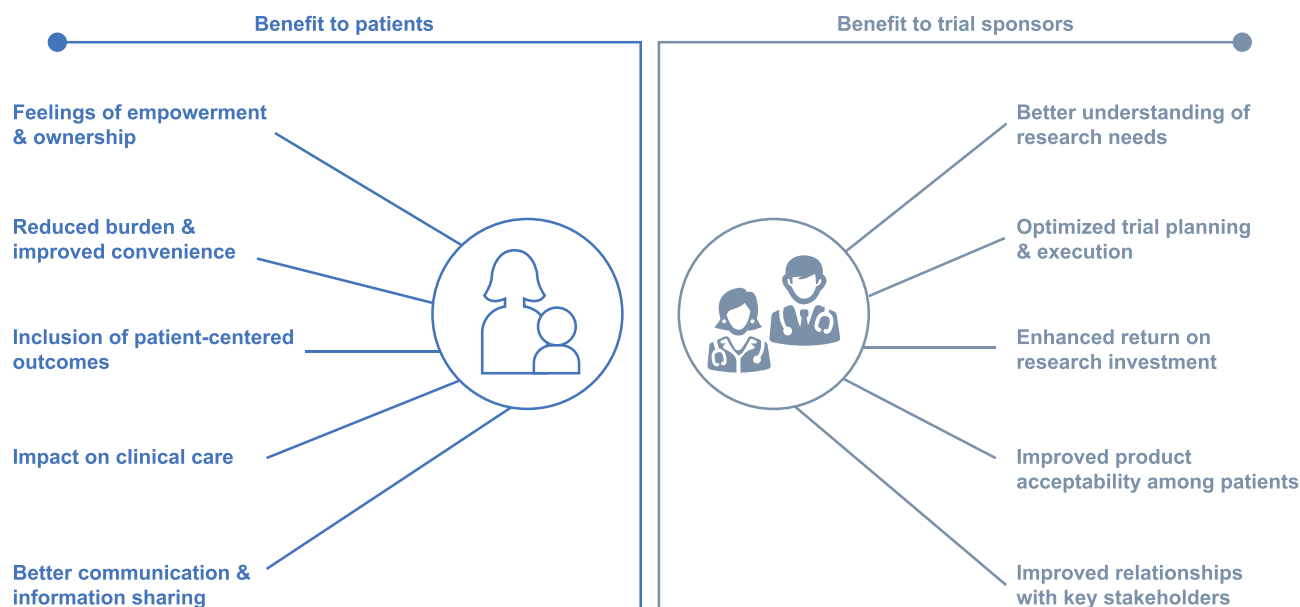 Benefit to patients
Feelings of empowerment
& ownership
Reduced burden &
improved convenience
Inclusion of patient-centered
outcomes
Impact on clinical care
Better communication &
information sharing
Benefit to trial sponsors
Better understanding of
research needs
Optimized trial planning
& execution
Enhanced return on
research investment
Improved product
acceptability among patients
Improved relationships
with key stakeholders